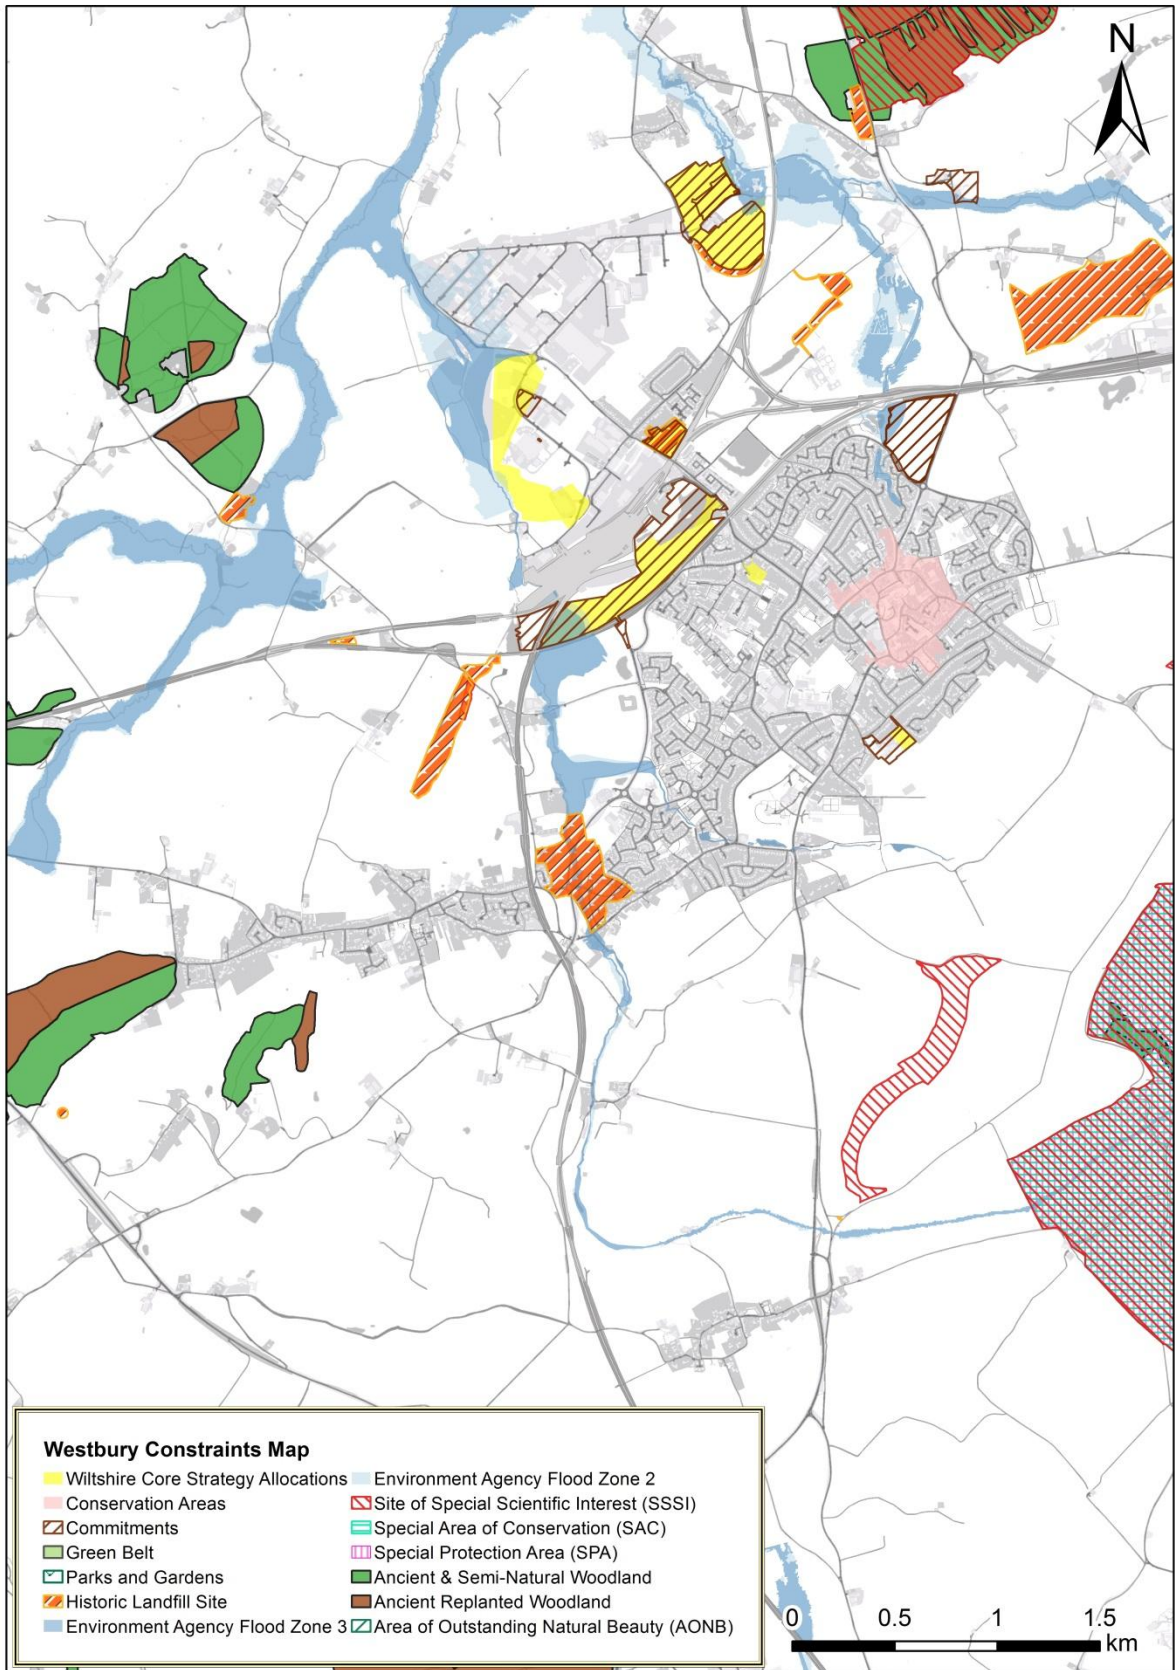 N
Westbury Constraints Map
Wiltshire Core Strategy Allocations
Conservation Areas
Commitments
Green Belt
Parks and Gardens
Historic Landfill Site
Environment Agency Flood Zone 3
Environment Agency Flood Zone 2
Site of Special Scientific Interest (SSSI)
Special Area of Conservation (SAC)
Special Protection Area (SPA)
Ancient & Semi-Natural Woodland
Ancient Replanted Woodland
Area of Outstanding Natural Beauty (AONB)
0 0.5 1 1.5
km